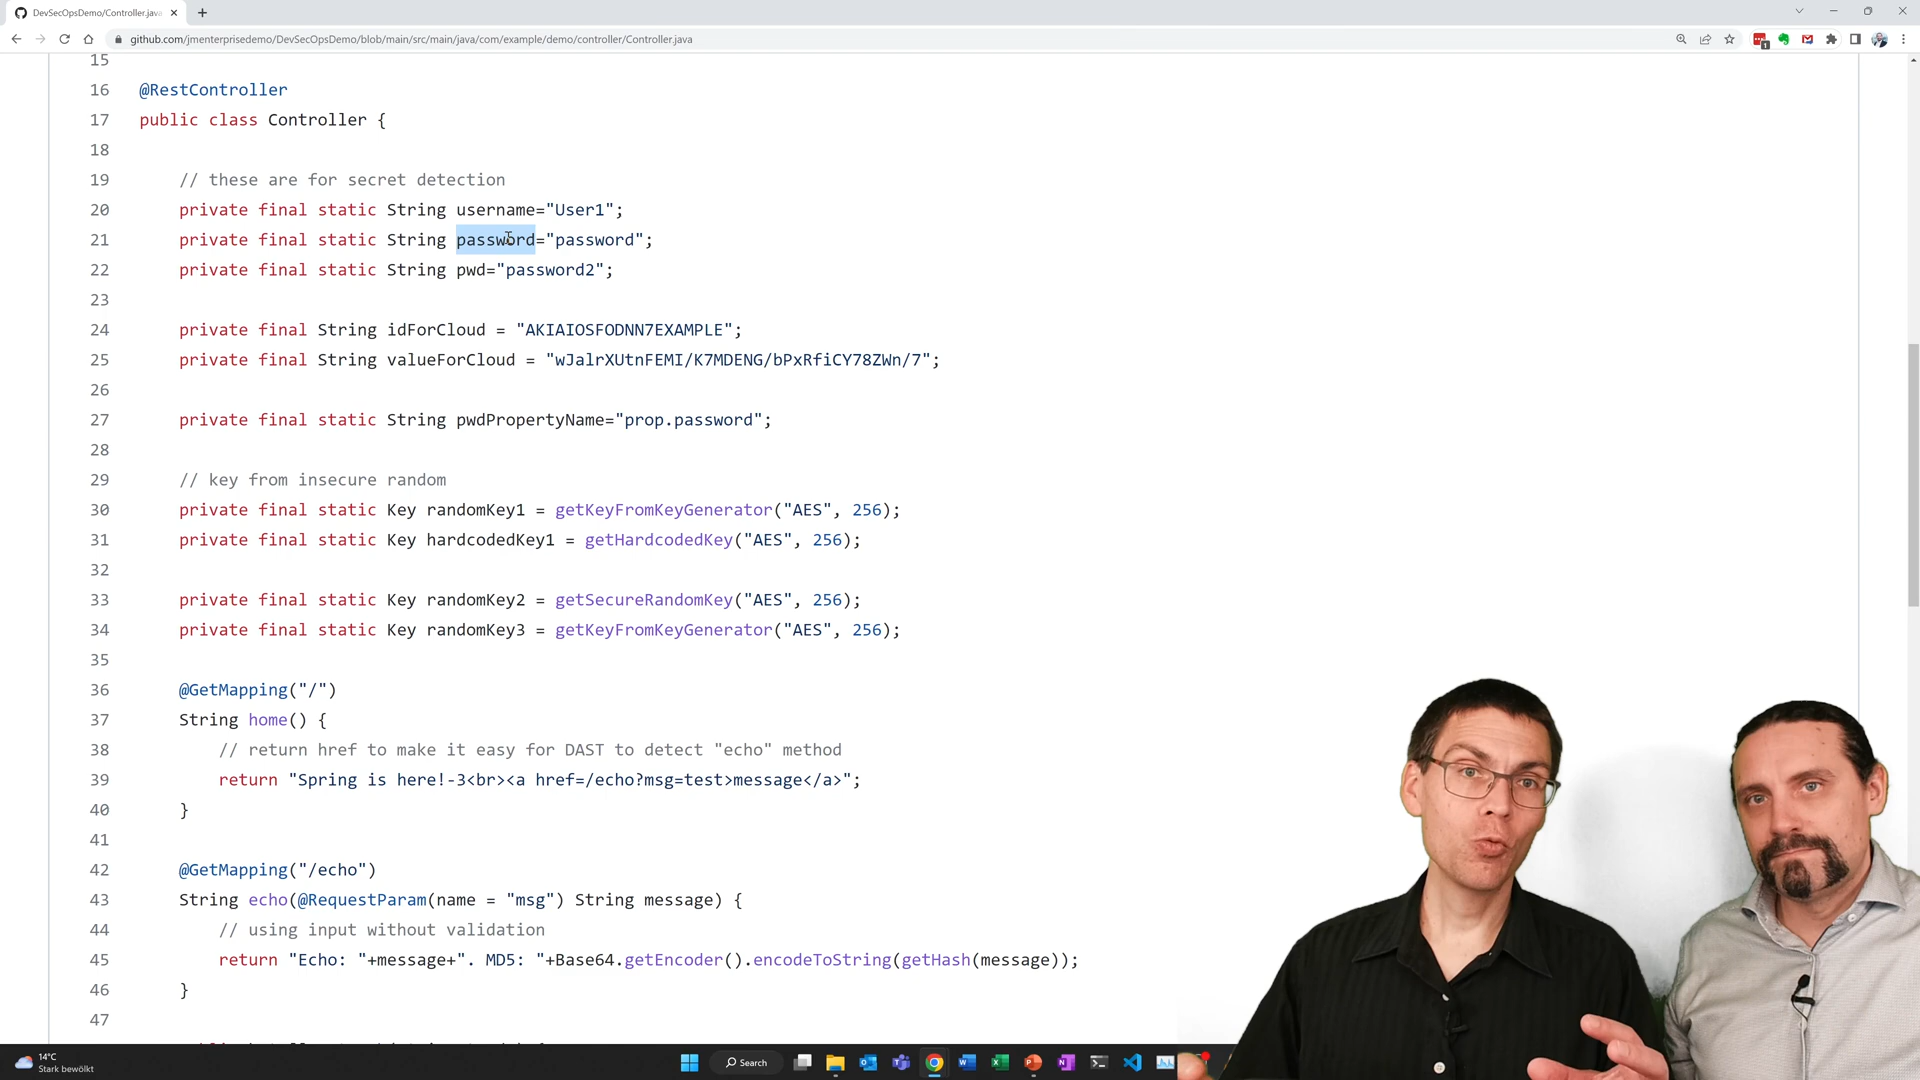 DevSecOpsDemo/Controller.java
github.com/jmenterprisedemo/DevSecOpsDemo/blob/main/src/main/java/com/example/demo/controller/Controller.java
15
16 @RestController
17 public class Controller {
18
19 // these are for secret detection
20 private final static String username="User1";
21 private final static String password="password";
22 private final static String pwd="password2";
23
24 private final String idForCloud = "AKIAIOSFODNN7EXAMPLE";
25 private final String valueForCloud = "wJalrXUtnFEMI/K7MDENG/bPxRfiCY78ZWn/7";
26
27 private final static String pwdPropertyName="prop.password";
28
29 // key from insecure random
30 private final static Key randomKey1 = getKeyFromKeyGenerator("AES", 256);
31 private final static Key hardcodedKey1 = getHardcodedKey("AES", 256);
32
33 private final static Key randomKey2 = getSecureRandomKey("AES", 256);
34 private final static Key randomKey3 = getKeyFromKeyGenerator("AES", 256);
35
36 @GetMapping("/")
37 String home() {
38 // return href to make it easy for DAST to detect "echo" method
39 return "Spring is here!-3<br><a href=/echo?msg=test>message</a>";
40 }
41
42 @GetMapping("/echo")
43 String echo(@RequestParam(name = "msg") String message) {
44 // using input without validation
45 return "Echo: "+message+". MD5: "+Base64.getEncoder().encodeToString(getHash(message));
46 }
47
14°C
Stark bewölkt
Search